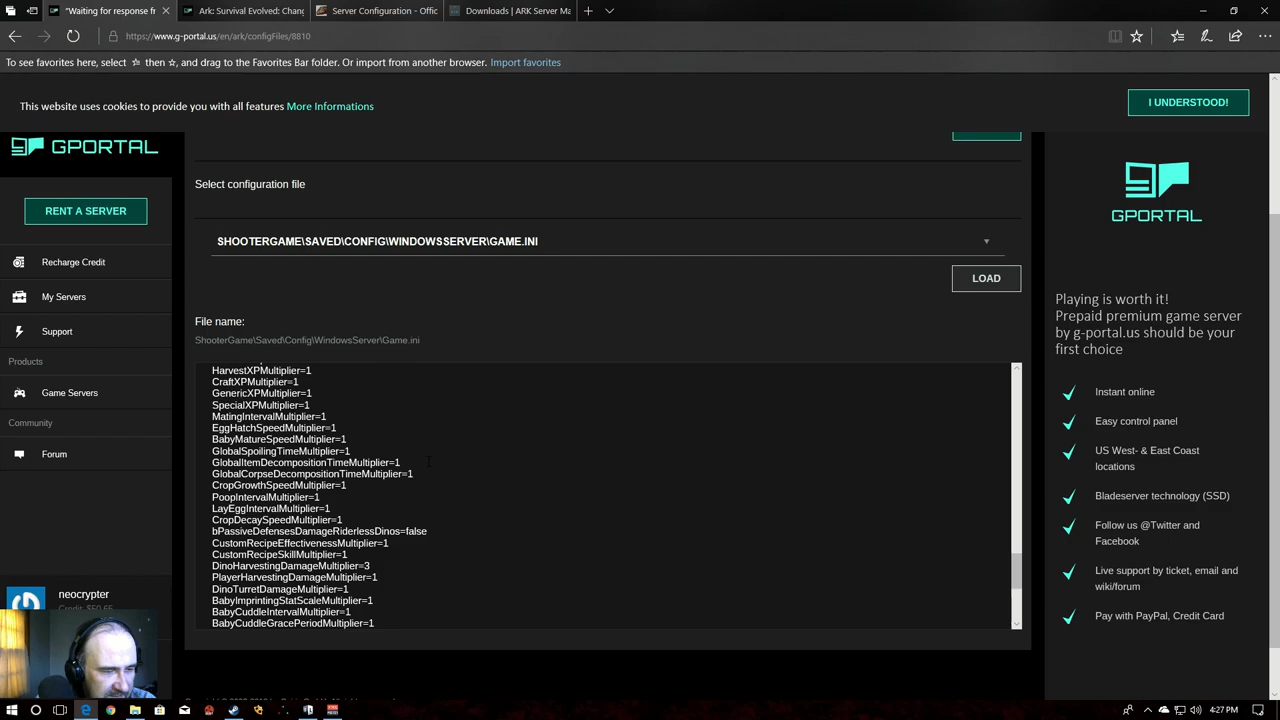 "Waiting for response fr
Ark: Survival Evolved: Chang
Server Configuration - Offic
Downloads | ARK Server Ma
https://www.g-portal.us/en/ark/configFiles/8810
To see favorites here, select ☆ then ☆, and drag to the Favorites Bar folder. Or import from another browser. Import favorites
This website uses cookies to provide you with all features More Informations
I UNDERSTOOD!
GPORTAL
RENT A SERVER
Recharge Credit
My Servers
Support
Products
Game Servers
Community
Forum
neocrypter
Credit: $50.65
Select configuration file
SHOOTERGAME\SAVED\CONFIG\WINDOWSSERVER\GAME.INI
LOAD
File name:
ShooterGame\Saved\Config\WindowsServer\Game.ini
HarvestXPMultiplier=1
CraftXPMultiplier=1
GenericXPMultiplier=1
SpecialXPMultiplier=1
MatingIntervalMultiplier=1
EggHatchSpeedMultiplier=1
BabyMatureSpeedMultiplier=1
GlobalSpoilingTimeMultiplier=1
GlobalItemDecompositionTimeMultiplier=1
GlobalCorpseDecompositionTimeMultiplier=1
CropGrowthSpeedMultiplier=1
PoopIntervalMultiplier=1
LayEggIntervalMultiplier=1
CropDecaySpeedMultiplier=1
bPassiveDefensesDamageRiderlessDinos=false
CustomRecipeEffectivenessMultiplier=1
CustomRecipeSkillMultiplier=1
DinoHarvestingDamageMultiplier=3
PlayerHarvestingDamageMultiplier=1
DinoTurretDamageMultiplier=1
BabyImprintingStatScaleMultiplier=1
BabyCuddleIntervalMultiplier=1
BabyCuddleGracePeriodMultiplier=1
GPORTAL
Playing is worth it!
Prepaid premium game server
by g-portal.us should be your
first choice
Instant online
Easy control panel
US West- & East Coast
locations
Bladeserver technology (SSD)
Follow us @Twitter and
Facebook
Live support by ticket, email and
wiki/forum
Pay with PayPal, Credit Card
4:27 PM